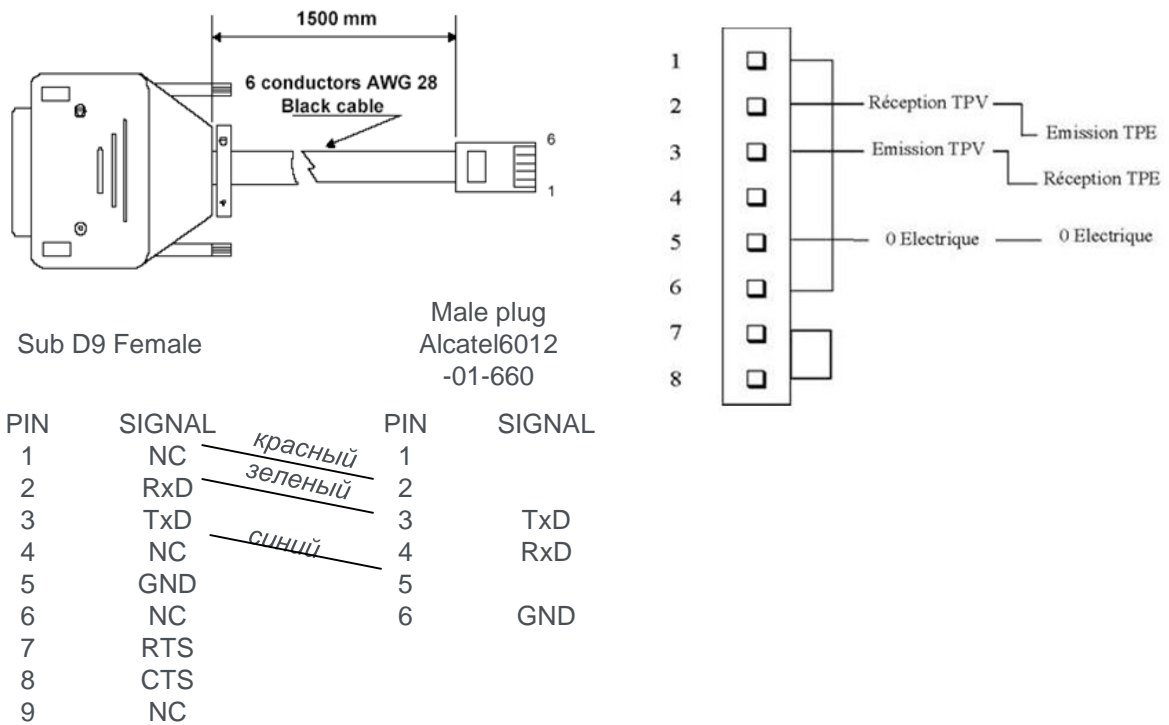 1500 mm
6 conductors AWG 28
Black cable
6
1
Sub D9 Female
Male plug
Alcatel6012
-01-660
PIN SIGNAL PIN SIGNAL
1 NC красный 1
2 RxD зеленый 2
3 TxD 3 TxD
4 NC синий 4 RxD
5 GND 5
6 NC 6 GND
7 RTS
8 CTS
9 NC
1
2 Réception TPV Emission TPE
3 Emission TPV Réception TPE
4
5 0 Electrique 0 Electrique
6
7
8